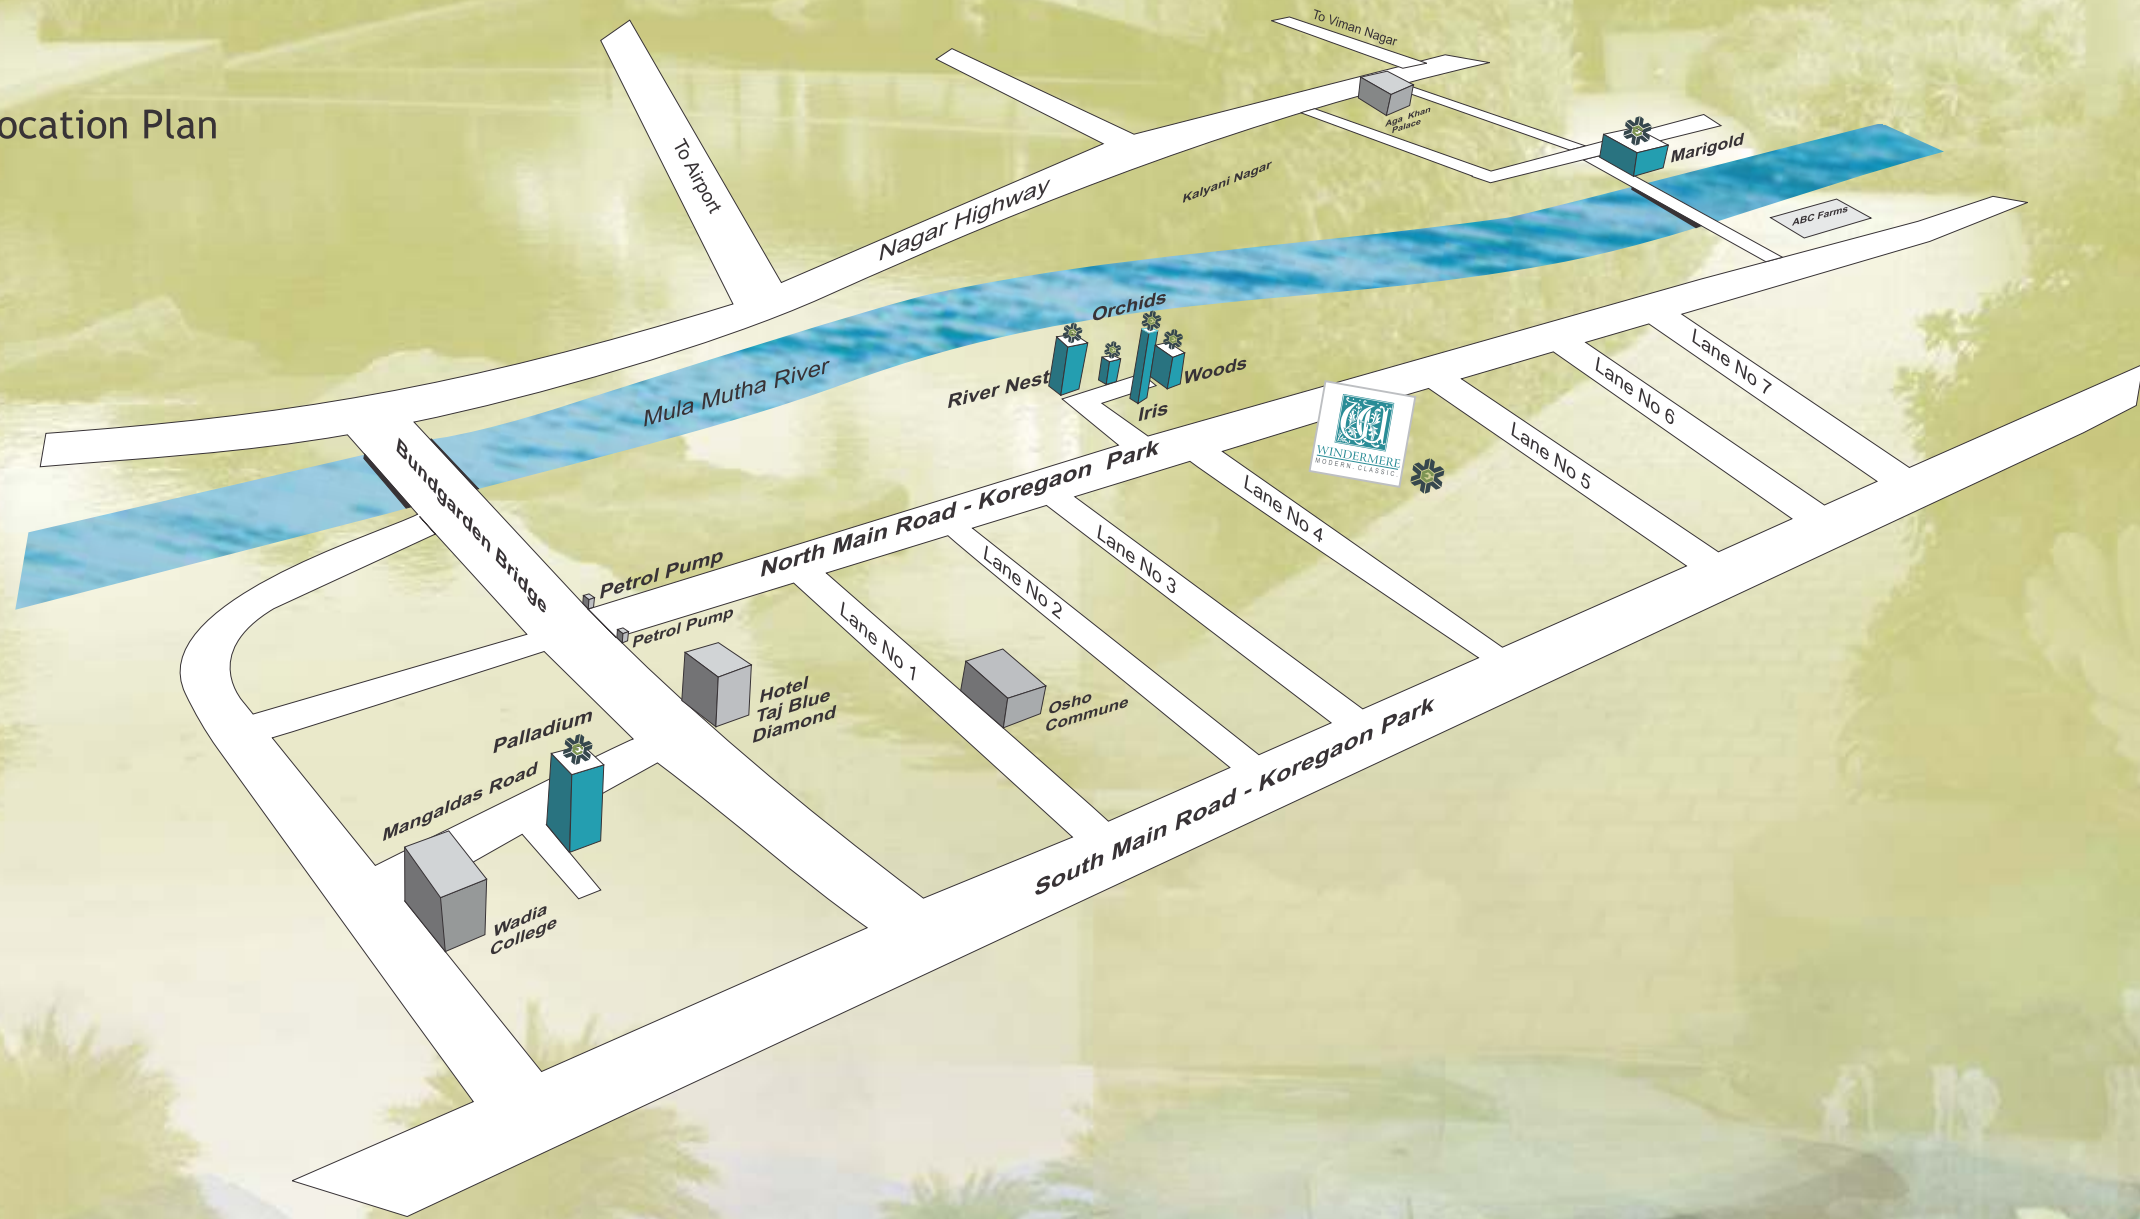 To Viman Nagar
Aga Khan
Palace
ocation Plan
To Airport
Marigold
Kalyani Nagar
Nagar Highway
ABC Farms
Orchids
Mula Mutha River
River Nest
Woods
Iris
Lane No 7
Lane No 6
WINDERMERE
MODERN.CLASSIC
Lane No 5
Bundgarden Bridge
North Main Road - Koregaon Park
Lane No 4
Lane No 3
Lane No 2
Petrol Pump
Petrol Pump
Lane No 1
Hotel
Taj Blue
Diamond
Osho
Commune
Palladium
Mangaldas Road
South Main Road - Koregaon Park
Wadia
College